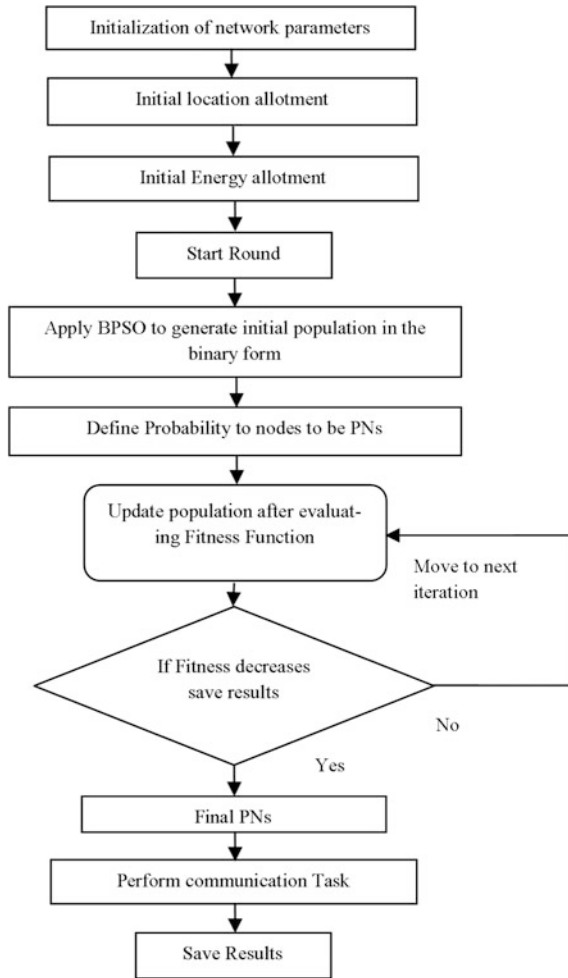 Initialization of network parameters
Initial location allotment
Initial Energy allotment
Start Round
Apply BPSO to generate initial population in the
binary form
Define Probability to nodes to be PNs
Update population after evaluat-
ing Fitness Function
Move to next
iteration
If Fitness decreases
save results
No
Yes
Final PNs
Perform communication Task
Save Results